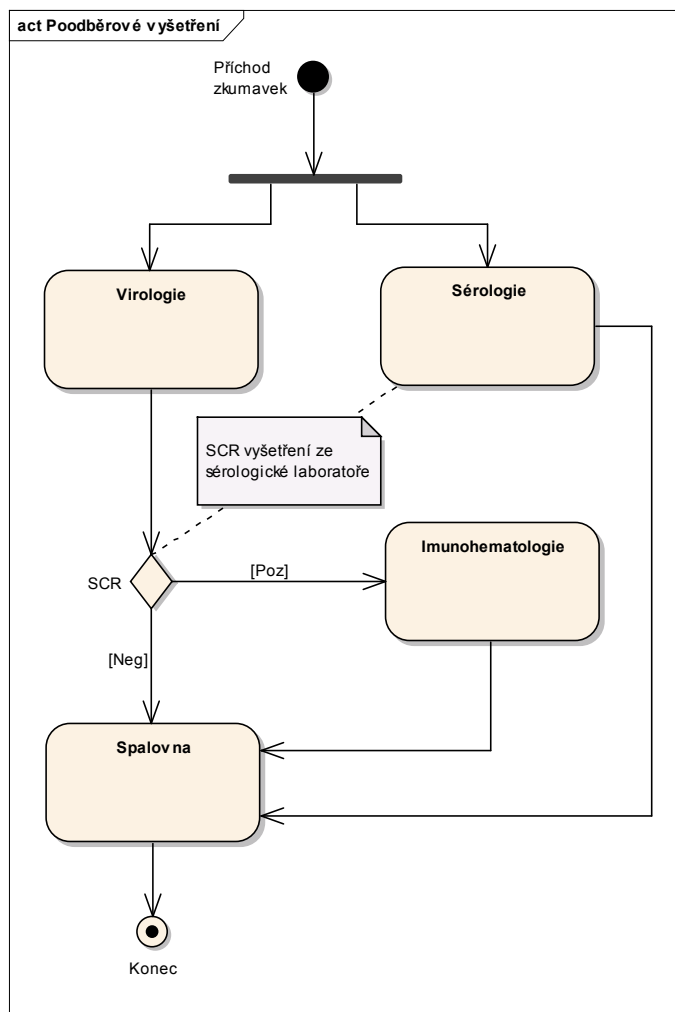 act Poodběrové vyšetření
Příchod
zkumavek
Virologie
Sérologie
SCR vyšetření ze
sérologické laboratoře
Imunohematologie
SCR
[Poz]
[Neg]
Spalovna
Konec